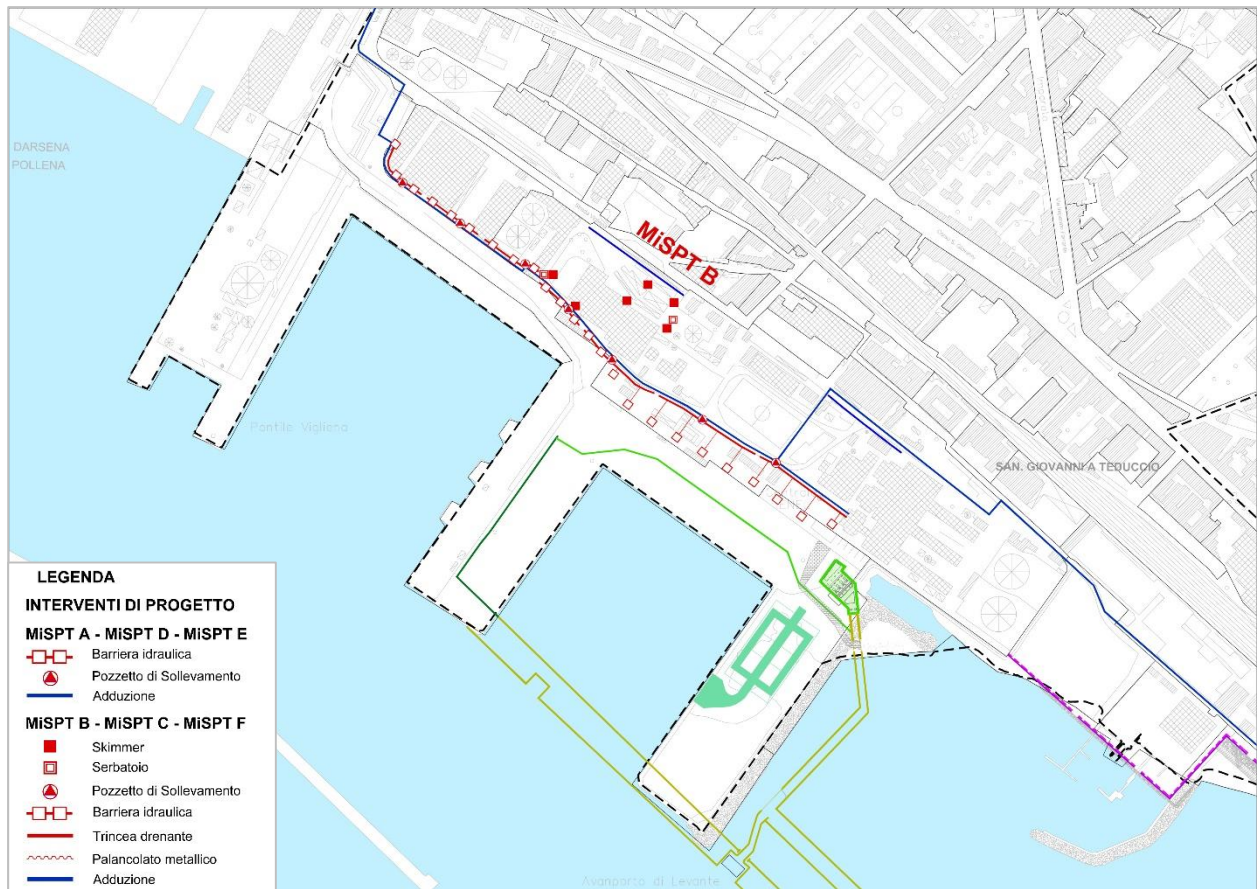 DARSENA
POLLENA
MiSPT B
Pontile Vigliena
SAN. GIOVANNI A TEDUCCIO
LEGENDA
INTERVENTI DI PROGETTO
MiSPT A - MiSPT D - MiSPT E
Barriera idraulica
Pozzetto di Sollevamento
Adduzione
MiSPT B - MiSPT C - MiSPT F
Skimmer
Serbatoio
Pozzetto di Sollevamento
Barriera idraulica
Trincea drenante
Palancolato metallico
Adduzione
Avamporto di Levante